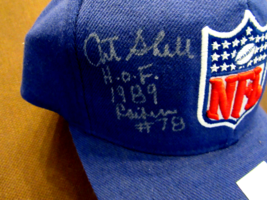 Art Shell
H.O.F.
1989
Raiders
#78
NFL